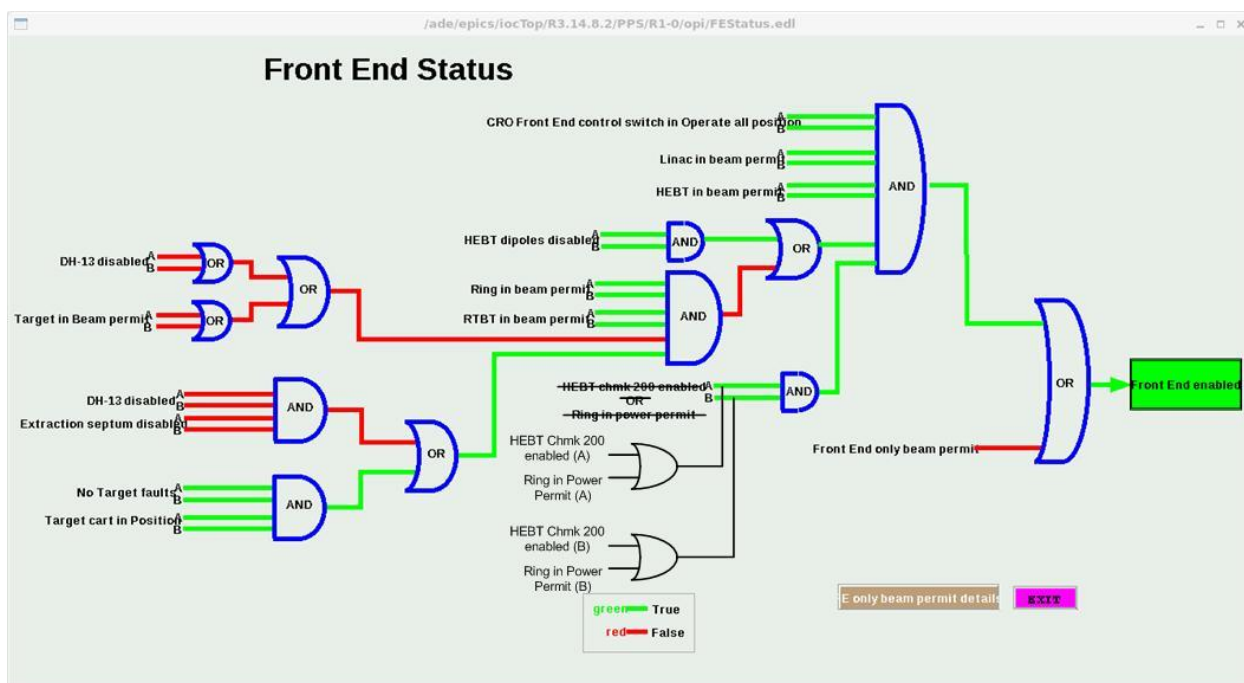 /ade/epics/iocTop/R3.14.8.2/PPS/R1-0/opi/FEStatus.edl
Front End Status
CRO Front End control switch in Operate all position
A
B
Linac in beam permit
A
B
HEBT in beam permit
A
B
AND
HEBT dipoles disabled
A
B
AND
OR
DH-13 disabled
A
B
OR
OR
Ring in beam permit
A
B
Target in Beam permit
A
B
OR
RTBT in beam permit
A
B
AND
HEBT chmk 200 enabled
OR
Ring in power permit
A
B
AND
OR
Front End enabled
DH-13 disabled
A
B
Extraction septum disabled
A
B
AND
OR
Front End only beam permit
HEBT Chmk 200
enabled (A)
Ring in Power
Permit (A)
No Target faults
A
B
Target cart in Position
A
B
AND
HEBT Chmk 200
enabled (B)
Ring in Power
Permit (B)
green True
red False
E only beam permit details
EXIT